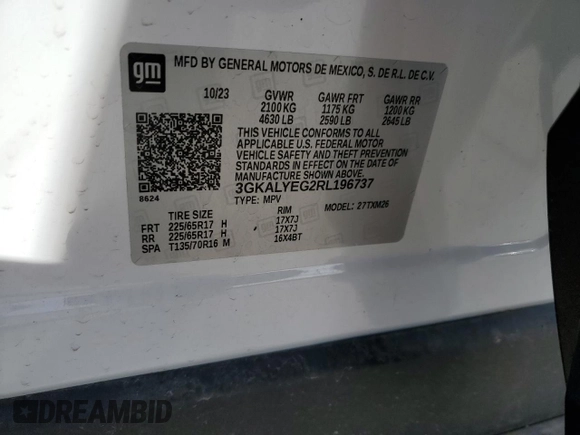 gm
MFD BY GENERAL MOTORS DE MEXICO, S. DE R.L. DE C.V.
10/23 GVWR GAWR FRT GAWR RR
2100 KG 1175 KG 1200 KG
4630 LB 2590 LB 2645 LB
THIS VEHICLE CONFORMS TO ALL
APPLICABLE U.S. FEDERAL MOTOR
VEHICLE SAFETY AND THEFT PREVENTION
STANDARDS IN EFFECT ON THE DATE OF
MANUFACTURE SHOWN ABOVE.
3GKALYEG2RL196737
8624 TYPE: MPV MODEL: 27TXM26
TIRE SIZE RIM
FRT 225/65R17 H 17X7J
RR 225/65R17 H 17X7J
SPA T135/70R16 M 16X4BT
DREAMBID